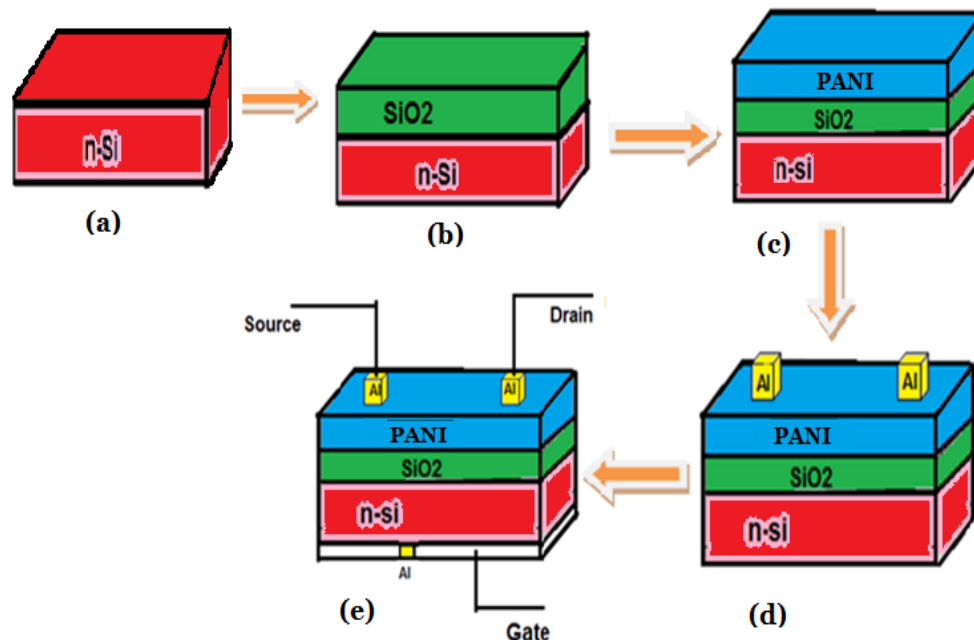 n-Si
(a)
SiO2
n-Si
(b)
PANI
SiO2
n-si
(c)
Al
Al
PANI
SiO2
n-si
(d)
Source
Drain
Al
Al
PANI
SiO2
n-si
Al
(e)
Gate